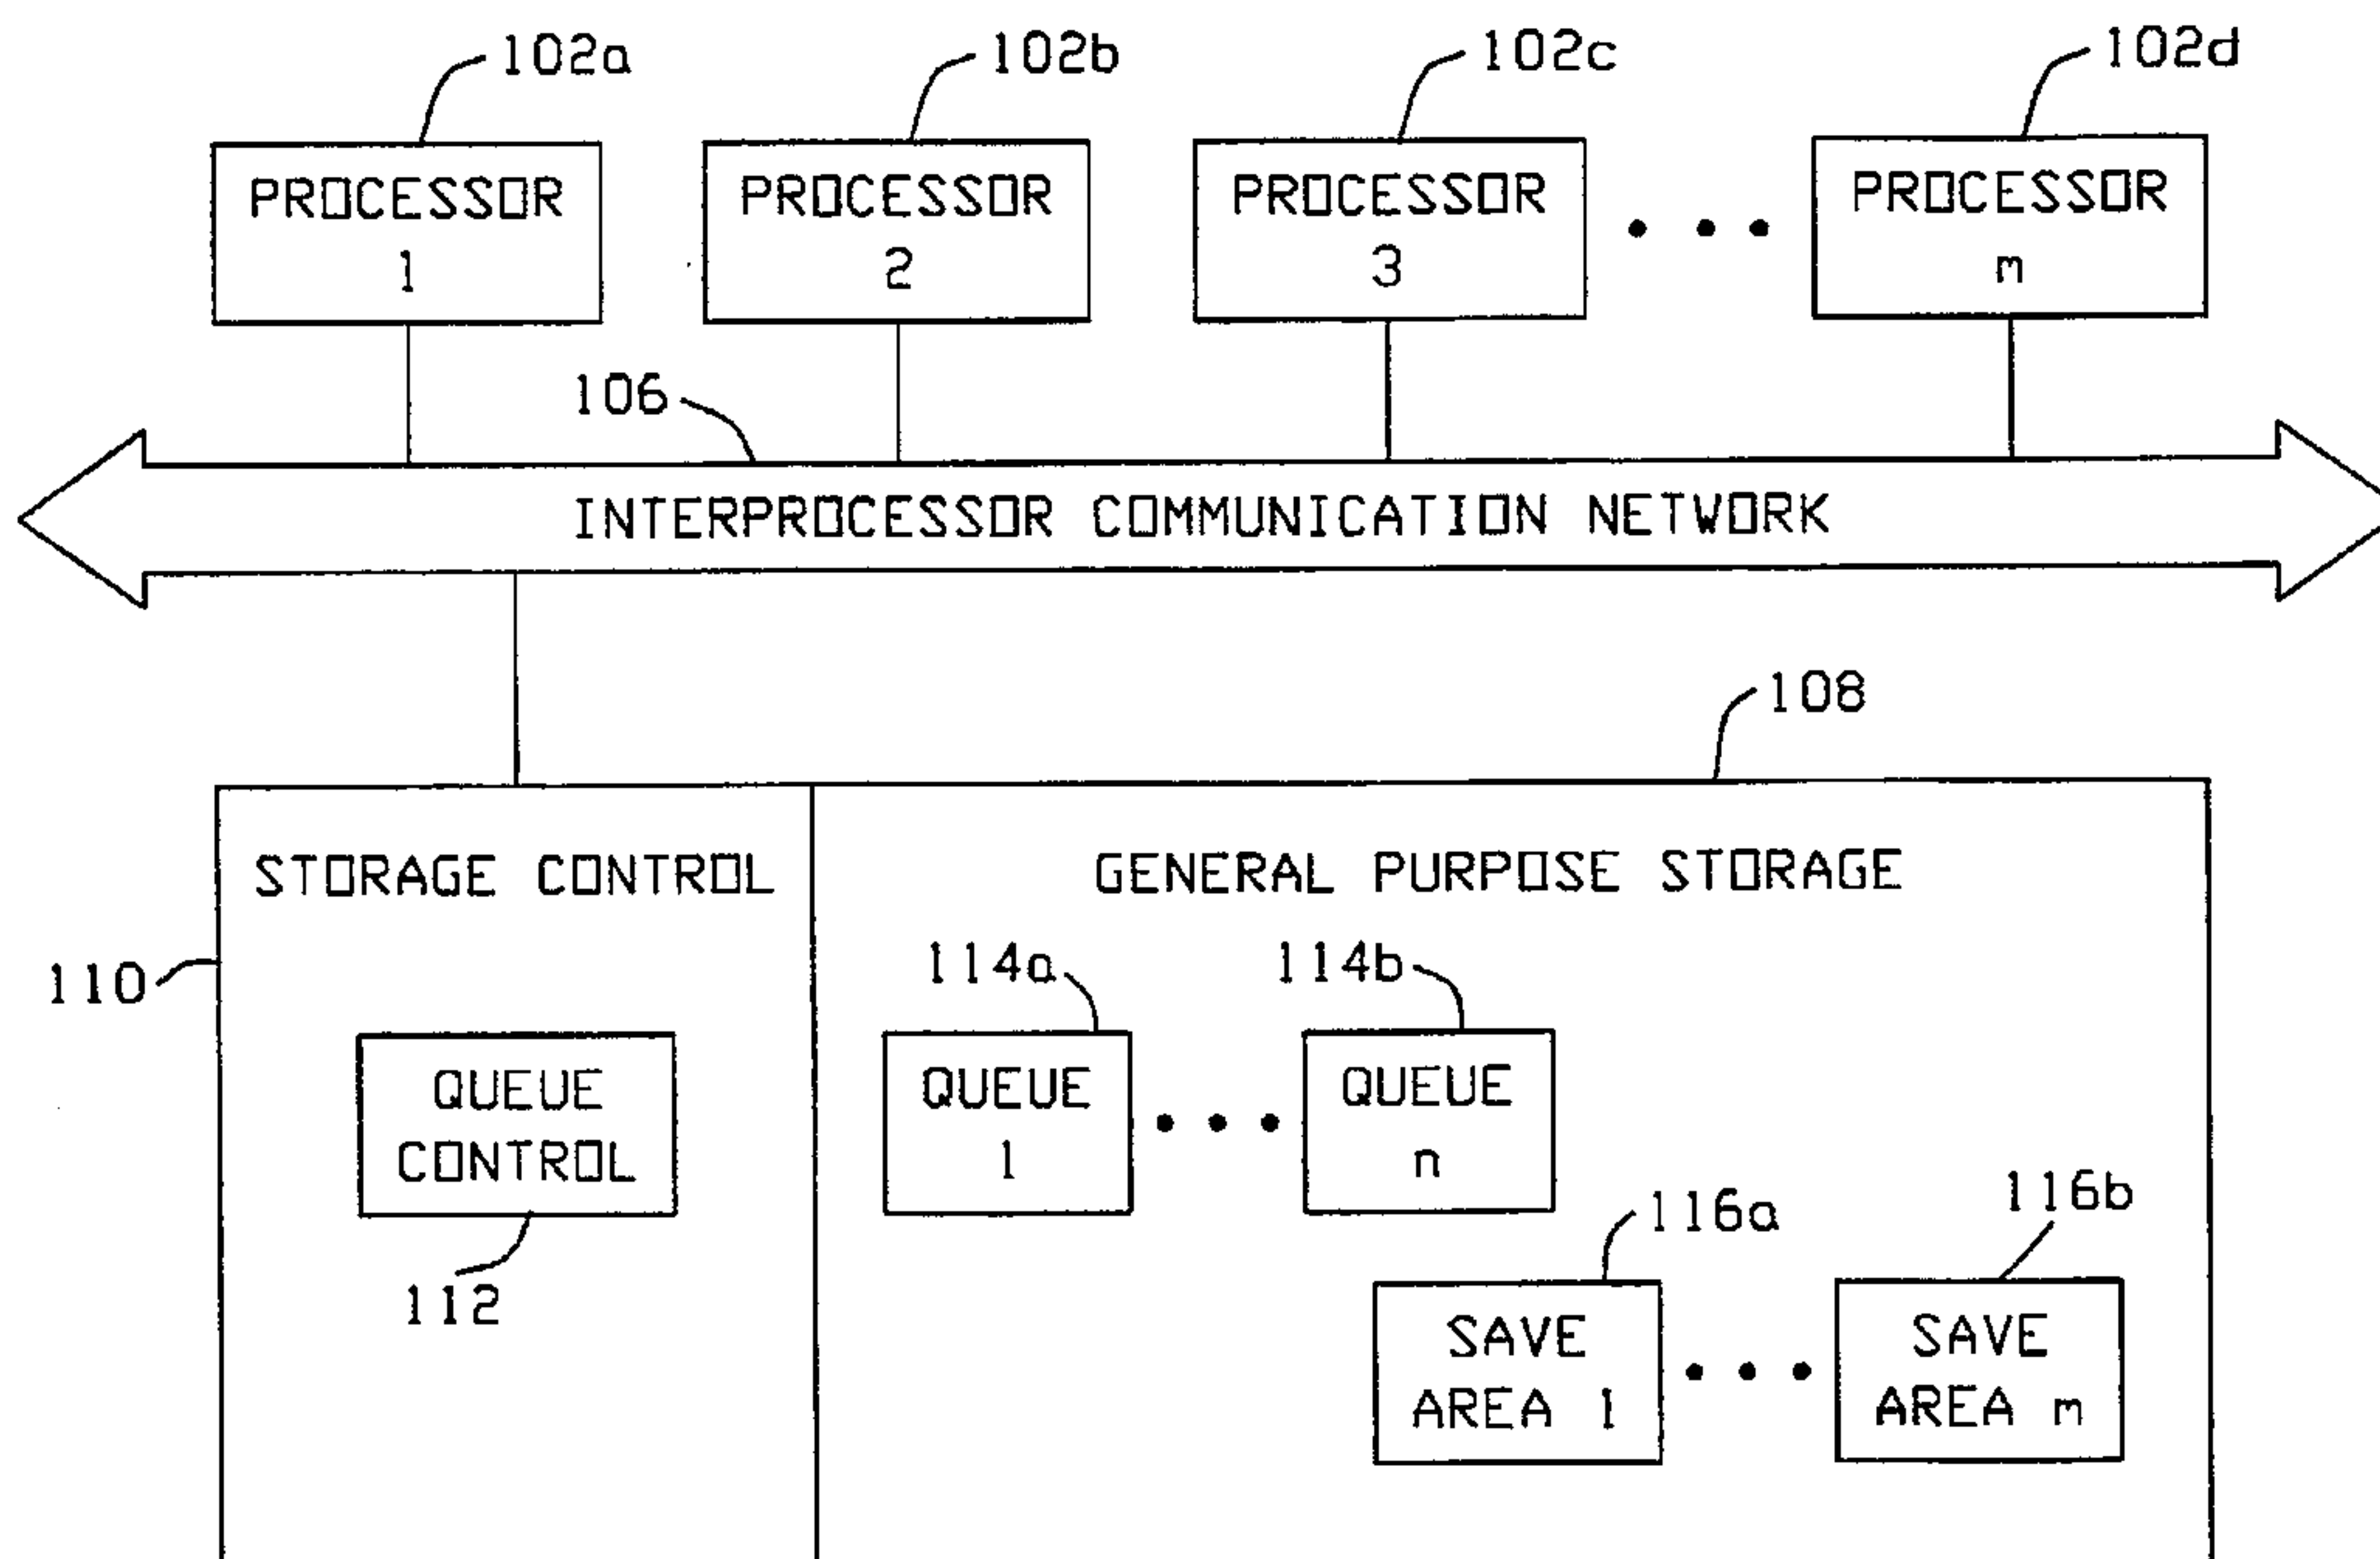 102a
102b
102c
102d
PROCESSOR
1
PROCESSOR
2
PROCESSOR
3
PROCESSOR
m
106
INTERPROCESSOR COMMUNICATION NETWORK
108
STORAGE CONTROL
GENERAL PURPOSE STORAGE
110
114a
114b
QUEUE
CONTROL
112
QUEUE
1
QUEUE
n
116a
116b
SAVE
AREA 1
SAVE
AREA m